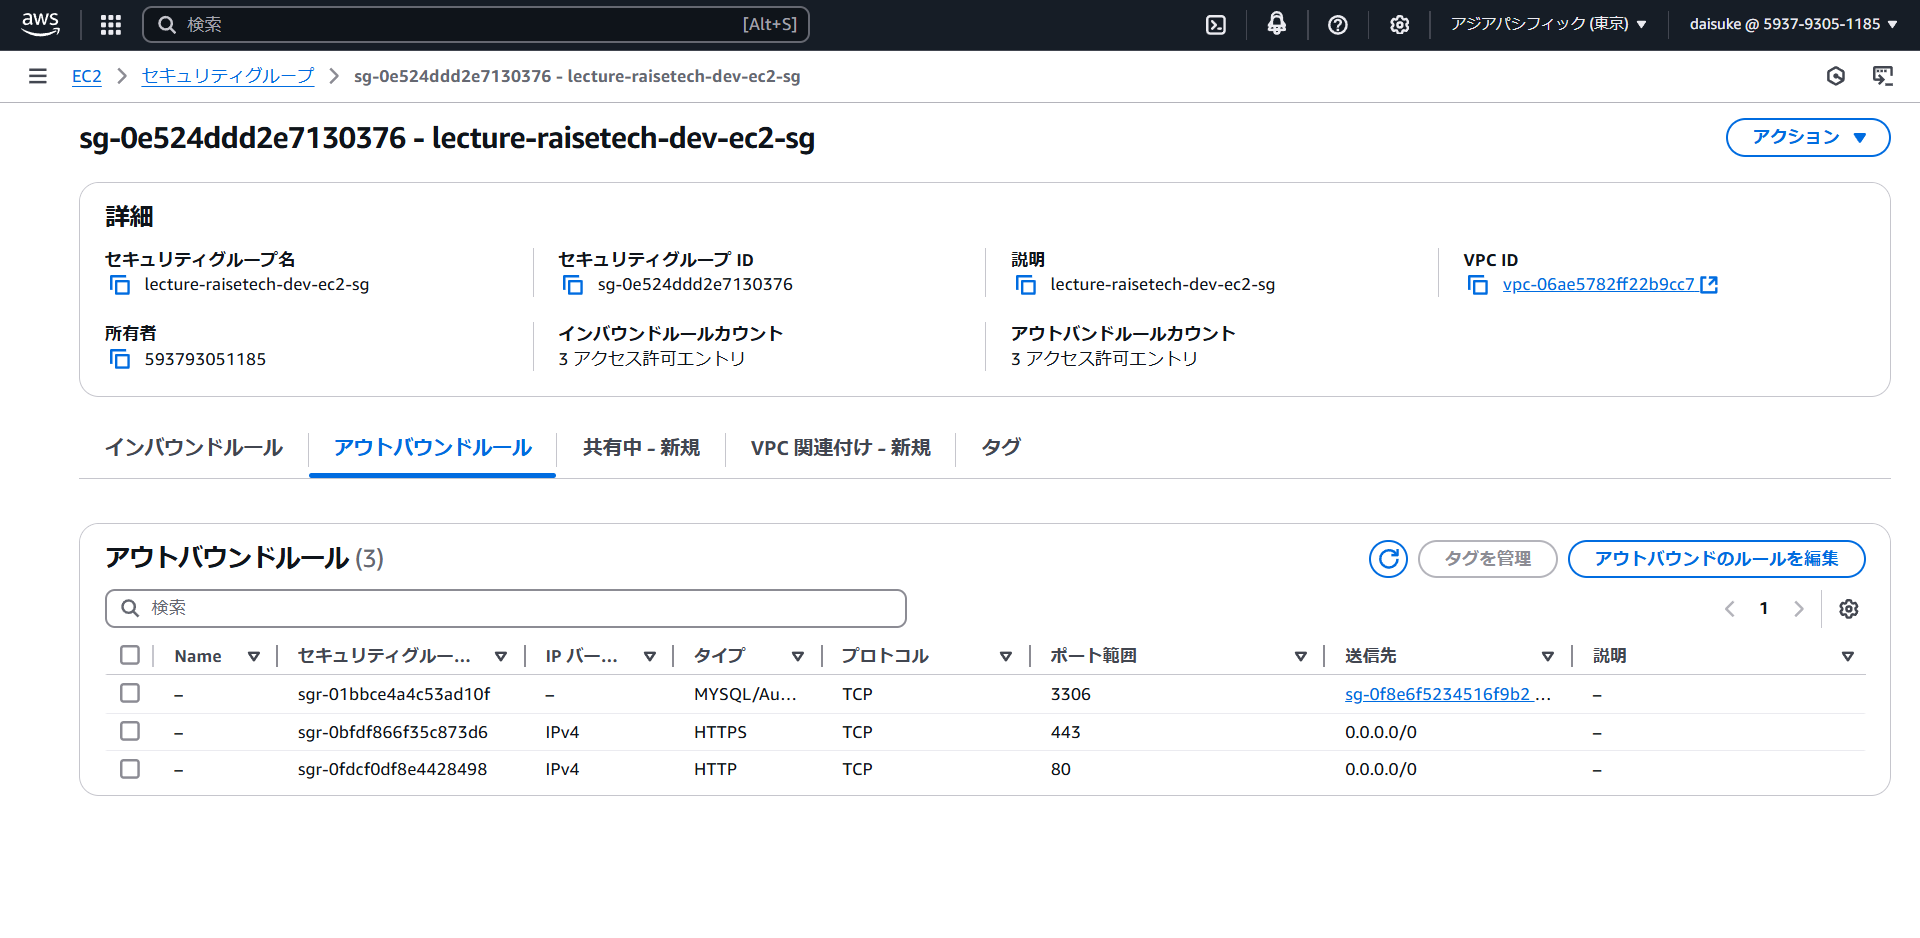 aws
検索 [Alt+S]
アジアパシフィック (東京) ▼
daisuke @ 5937-9305-1185 ▼
EC2 > セキュリティグループ > sg-0e524ddd2e7130376 - lecture-raisetech-dev-ec2-sg
sg-0e524ddd2e7130376 - lecture-raisetech-dev-ec2-sg
アクション ▼
詳細
セキュリティグループ名
lecture-raisetech-dev-ec2-sg
セキュリティグループ ID
sg-0e524ddd2e7130376
説明
lecture-raisetech-dev-ec2-sg
VPC ID
vpc-06ae5782ff22b9cc7
所有者
593793051185
インバウンドルールカウント
3 アクセス許可エントリ
アウトバンドルールカウント
3 アクセス許可エントリ
インバウンドルール アウトバウンドルール 共有中 - 新規 VPC 関連付け - 新規 タグ
アウトバウンドルール (3)
タグを管理 アウトバウンドのルールを編集
検索
1
Name セキュリティグルー... IP バー... タイプ プロトコル ポート範囲 送信先 説明
– sgr-01bbce4a4c53ad10f – MYSQL/Au... TCP 3306 sg-0f8e6f5234516f9b2 ... –
– sgr-0bfdf866f35c873d6 IPv4 HTTPS TCP 443 0.0.0.0/0 –
– sgr-0fdcf0df8e4428498 IPv4 HTTP TCP 80 0.0.0.0/0 –